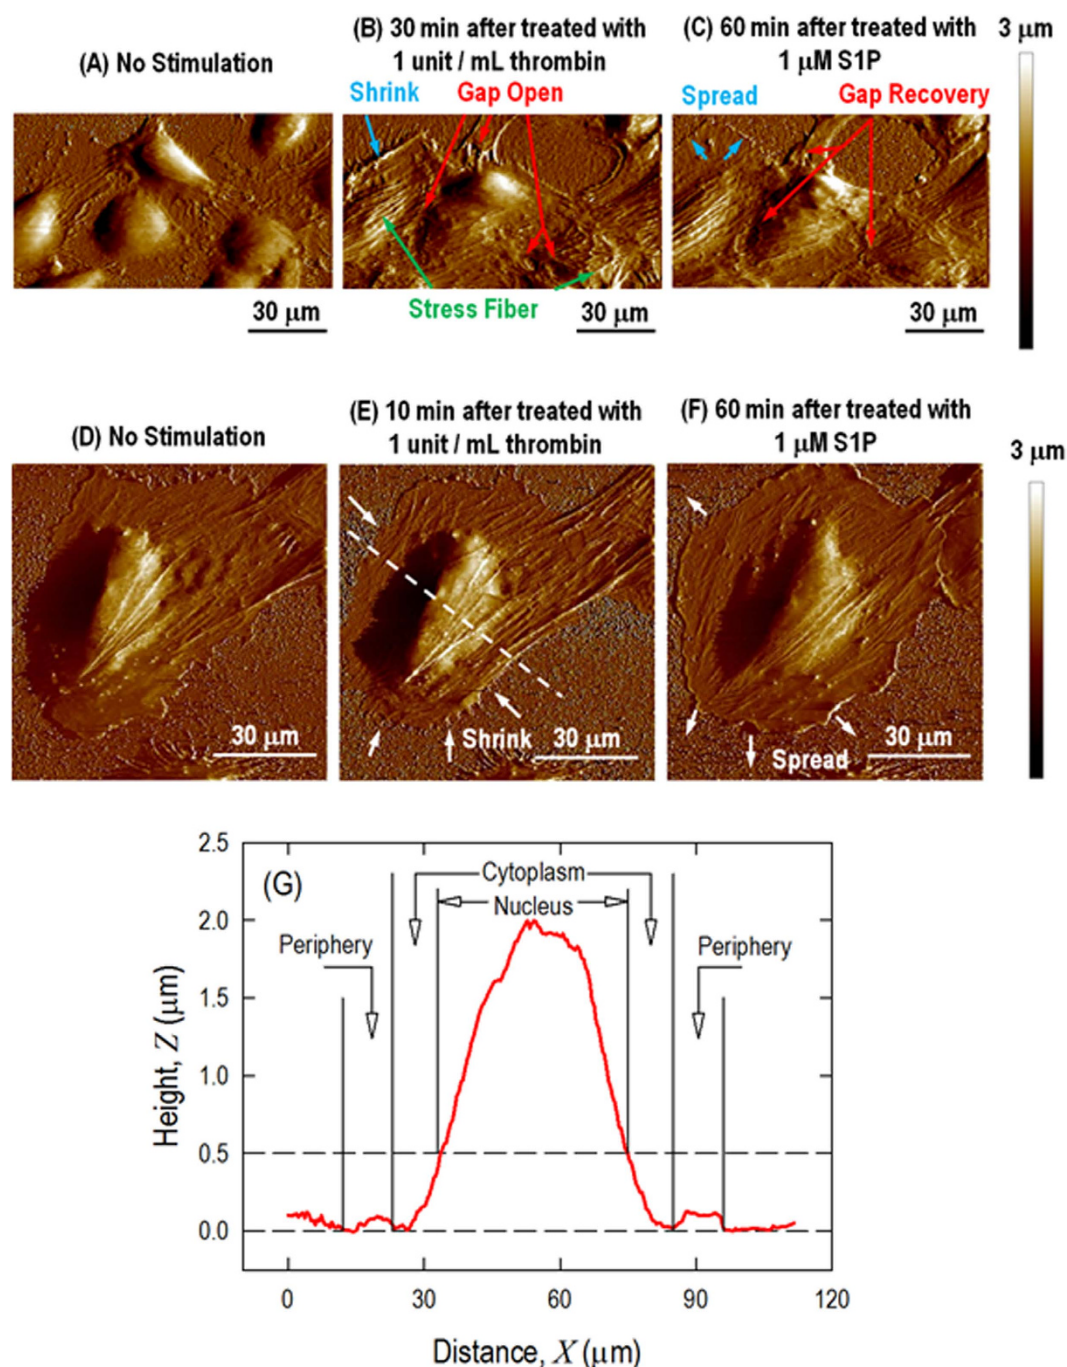 (A) No Stimulation
(B) 30 min after treated with
1 unit / mL thrombin
(C) 60 min after treated with
1 μM S1P
3 μm
Shrink
Gap Open
Spread
Gap Recovery
Stress Fiber
30 μm
30 μm
30 μm
(D) No Stimulation
(E) 10 min after treated with
1 unit / mL thrombin
(F) 60 min after treated with
1 μM S1P
3 μm
30 μm
Shrink
30 μm
Spread
30 μm
(G)
Cytoplasm
Nucleus
Periphery
Periphery
2.5
2.0
1.5
1.0
0.5
0.0
Height, Z (μm)
0
30
60
90
120
Distance, X (μm)